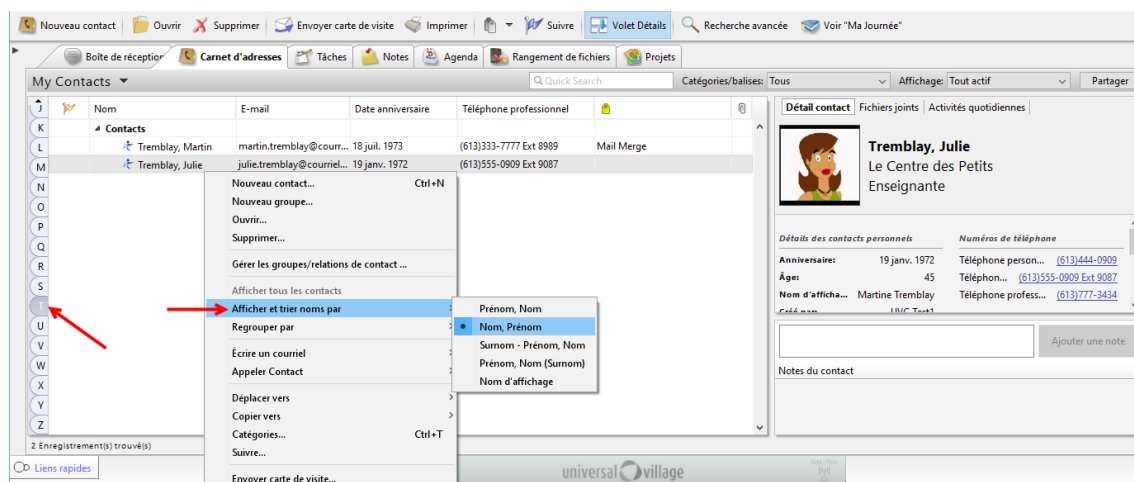 Nouveau contact Ouvrir Supprimer Envoyer carte de visite Imprimer Suivre Volet Détails Recherche avancée Voir "Ma Journée"
Boîte de réception Carnet d'adresses Tâches Notes Agenda Rangement de fichiers Projets
My Contacts Quick Search Catégories/balises: Tous Affichage: Tout actif Partager
J Nom E-mail Date anniversaire Téléphone professionnel
Détail contact Fichiers joints Activités quotidiennes
K Contacts
L Tremblay, Martin martin.tremblay@courr... 18 juil. 1973 (613)333-7777 Ext 8989 Mail Merge
M Tremblay, Julie julie.tremblay@courriel... 19 janv. 1972 (613)555-0909 Ext 9087
N
O
P
Q
R
S
T
U
V
W
X
Y
Z
Nouveau contact... Ctrl+N
Nouveau groupe...
Ouvrir...
Supprimer...
Gérer les groupes/relations de contact ...
Afficher tous les contacts
Afficher et trier noms par
Regrouper par
Écrire un courriel
Appeler Contact
Déplacer vers
Copier vers
Catégories... Ctrl+T
Suivre...
Envoyer carte de visite...
Prénom, Nom
Nom, Prénom
Surnom - Prénom, Nom
Prénom, Nom (Surnom)
Nom d'affichage
Tremblay, Julie
Le Centre des Petits
Enseignante
Détails des contacts personnels Numéros de téléphone
Anniversaire: 19 janv. 1972 Téléphone person... (613)444-0909
Âge: 45 Téléphon... (613)555-0909 Ext 9087
Nom d'afficha... Martine Tremblay Téléphone profess... (613)777-3434
Créé par: UVC Test1
Ajouter une note
Notes du contact
2 Enregistrement(s) trouvé(s)
Liens rapides
universal village